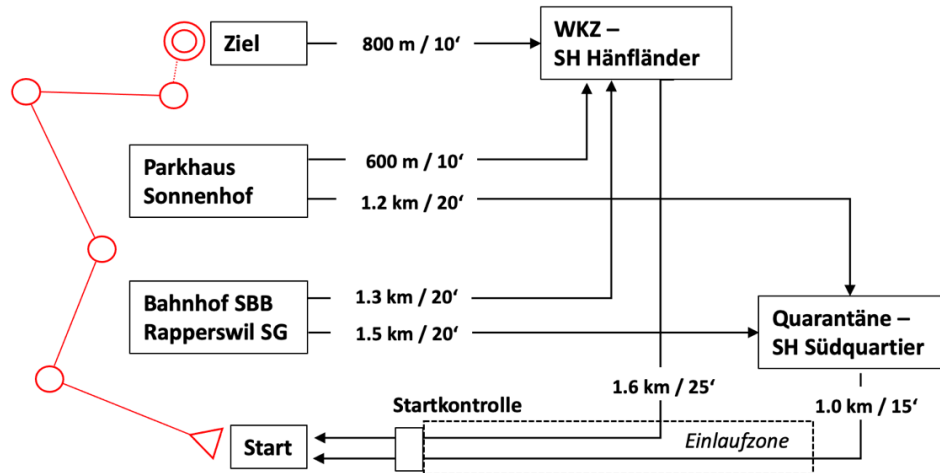 Ziel
800 m / 10‘
WKZ –
SH Hänfländer
Parkhaus
Sonnenhof
600 m / 10‘
1.2 km / 20‘
Bahnhof SBB
Rapperswil SG
1.3 km / 20‘
1.5 km / 20‘
Quarantäne –
SH Südquartier
1.6 km / 25‘
1.0 km / 15‘
Startkontrolle
Start
Einlaufzone